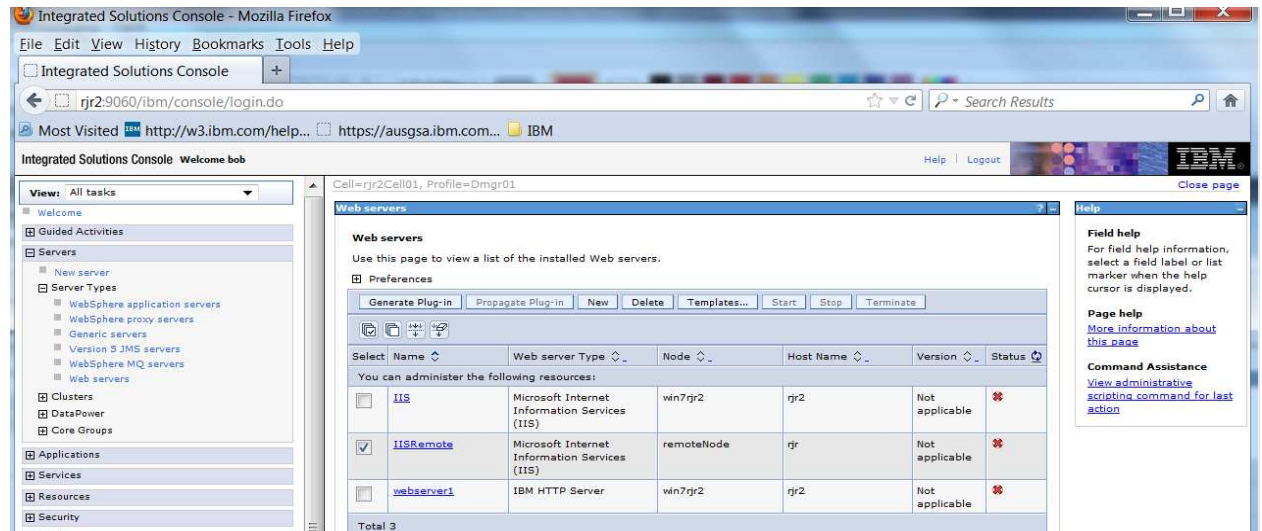 Integrated Solutions Console - Mozilla Firefox
File Edit View History Bookmarks Tools Help
Integrated Solutions Console +
rjr2:9060/ibm/console/login.do
Search Results
Most Visited http://w3.ibm.com/help... https://ausgsa.ibm.com... IBM
Integrated Solutions Console Welcome bob
Help | Logout
IBM
View: All tasks
Welcome
Guided Activities
Servers
New server
Server Types
WebSphere application servers
WebSphere proxy servers
Generic servers
Version 5 JMS servers
WebSphere MQ servers
Web servers
Clusters
DataPower
Core Groups
Applications
Services
Resources
Security
Cell=rjr2Cell01, Profile=Dmgr01
Close page
Web servers ? -
Web servers
Use this page to view a list of the installed Web servers.
Preferences
Generate Plug-in Propagate Plug-in New Delete Templates... Start Stop Terminate
Select Name Web server Type Node Host Name Version Status
You can administer the following resources:
IIS Microsoft Internet win7rjr2 rjr2 Not
Information Services applicable
(IIS)
IISRemote Microsoft Internet remoteNode rjr Not
Information Services applicable
(IIS)
webserver1 IBM HTTP Server win7rjr2 rjr2 Not
applicable
Total 3
Help -
Field help
For field help information,
select a field label or list
marker when the help
cursor is displayed.
Page help
More information about
this page
Command Assistance
View administrative
scripting command for last
action